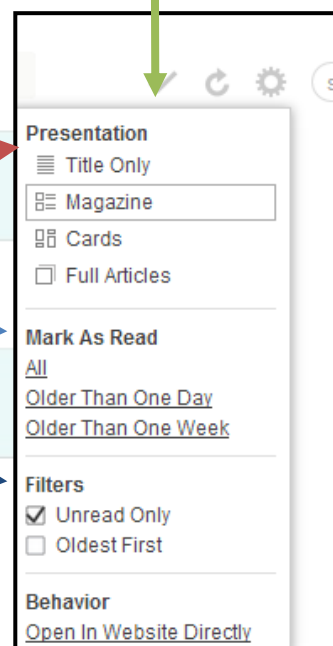 s
Presentation
Title Only
Magazine
Cards
Full Articles
Mark As Read
All
Older Than One Day
Older Than One Week
Filters
Unread Only
Oldest First
Behavior
Open In Website Directly